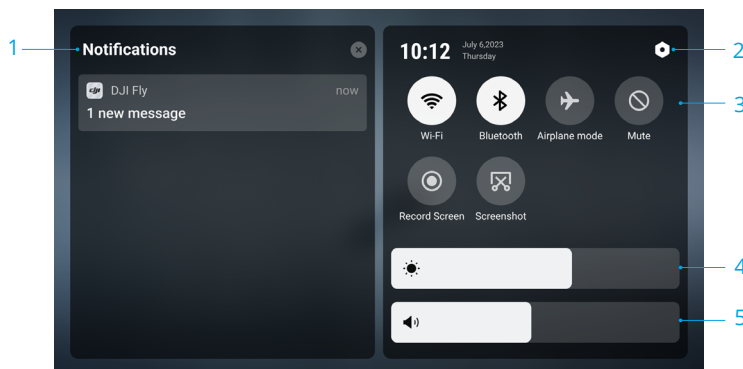 1
Notifications
DJI Fly
now
1 new message
10:12
July 6,2023
Thursday
2
Wi-Fi
Bluetooth
Airplane mode
Mute
3
Record Screen
Screenshot
4
5